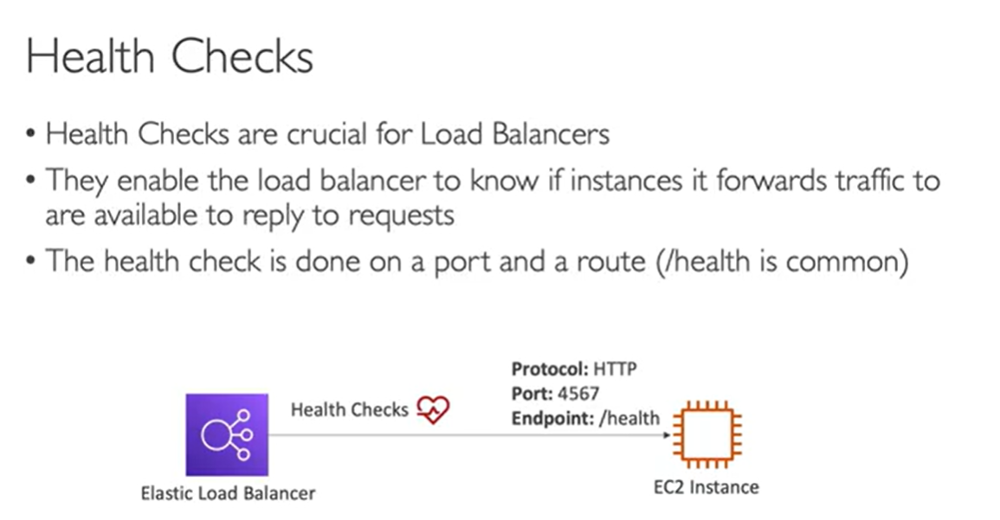 Health Checks
• Health Checks are crucial for Load Balancers
• They enable the load balancer to know if instances it forwards traffic to
are available to reply to requests
• The health check is done on a port and a route (/health is common)
Protocol: HTTP
Port: 4567
Health Checks
Endpoint: /health
Elastic Load Balancer
EC2 Instance